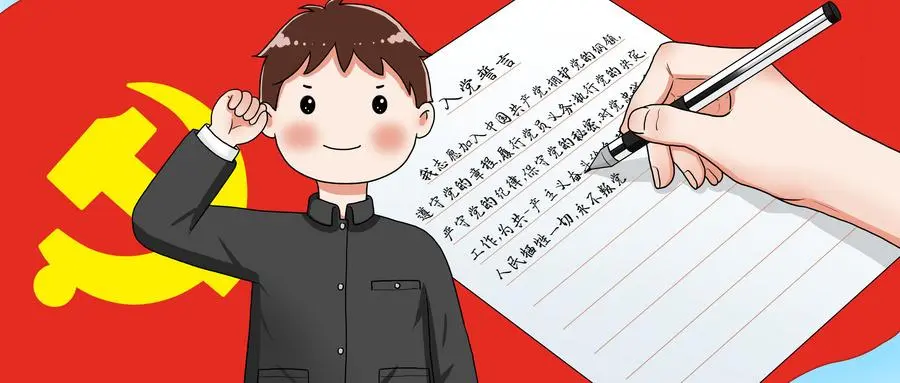 入党誓言
我志愿加入中国共产党,拥护党的纲领,
遵守党的章程,履行党员义务,执行党的决定,
严守党的纪律,保守党的秘密,对党忠
工作,为共产主义奋
人民牺牲一切,永不叛党